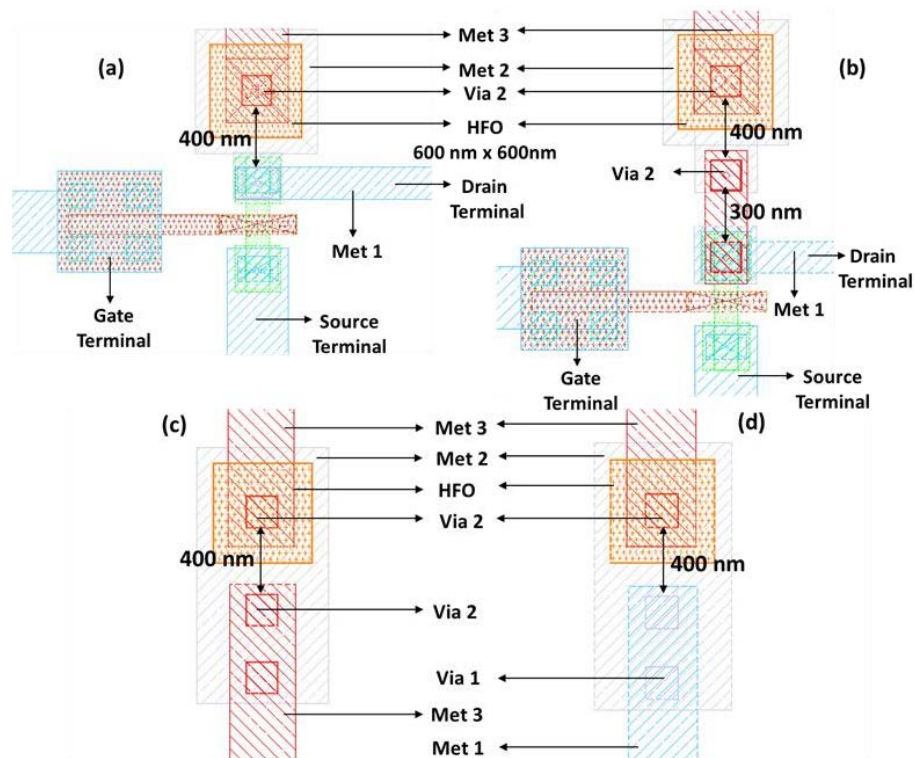 (a)
Met 3
(b)
Met 2
Via 2
HFO
400 nm
600 nm x 600nm
400 nm
Via 2
300 nm
Drain
Terminal
Met 1
Drain
Terminal
Met 1
Gate
Terminal
Source
Terminal
Gate
Terminal
Source
Terminal
(c)
Met 3
(d)
Met 2
HFO
Via 2
400 nm
400 nm
Via 2
Via 1
Met 3
Met 1